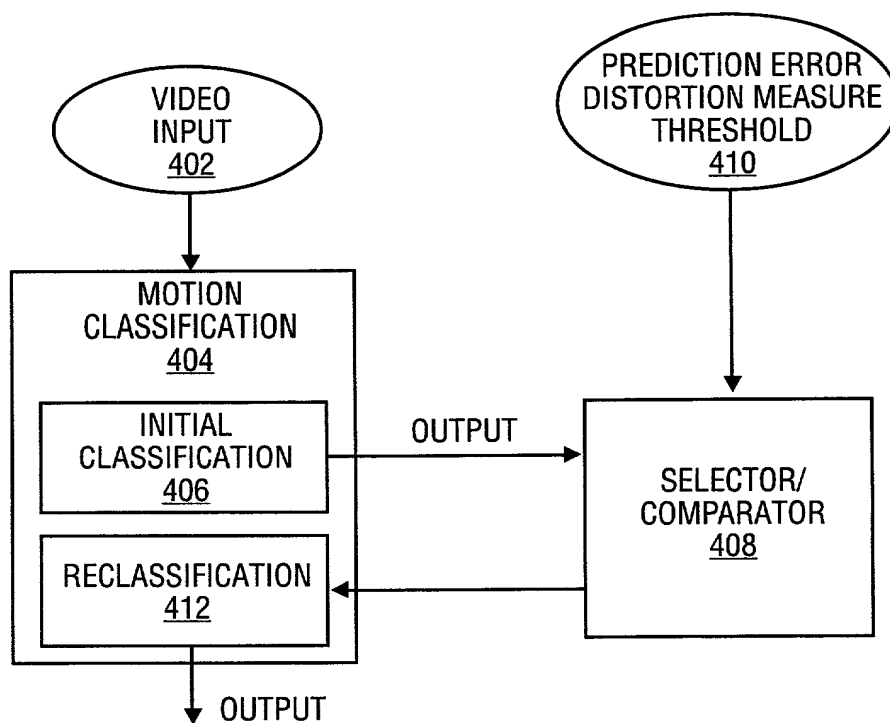 VIDEO
INPUT
402
PREDICTION ERROR
DISTORTION MEASURE
THRESHOLD
410
MOTION
CLASSIFICATION
404
INITIAL
CLASSIFICATION
406
OUTPUT
SELECTOR/
COMPARATOR
408
RECLASSIFICATION
412
OUTPUT